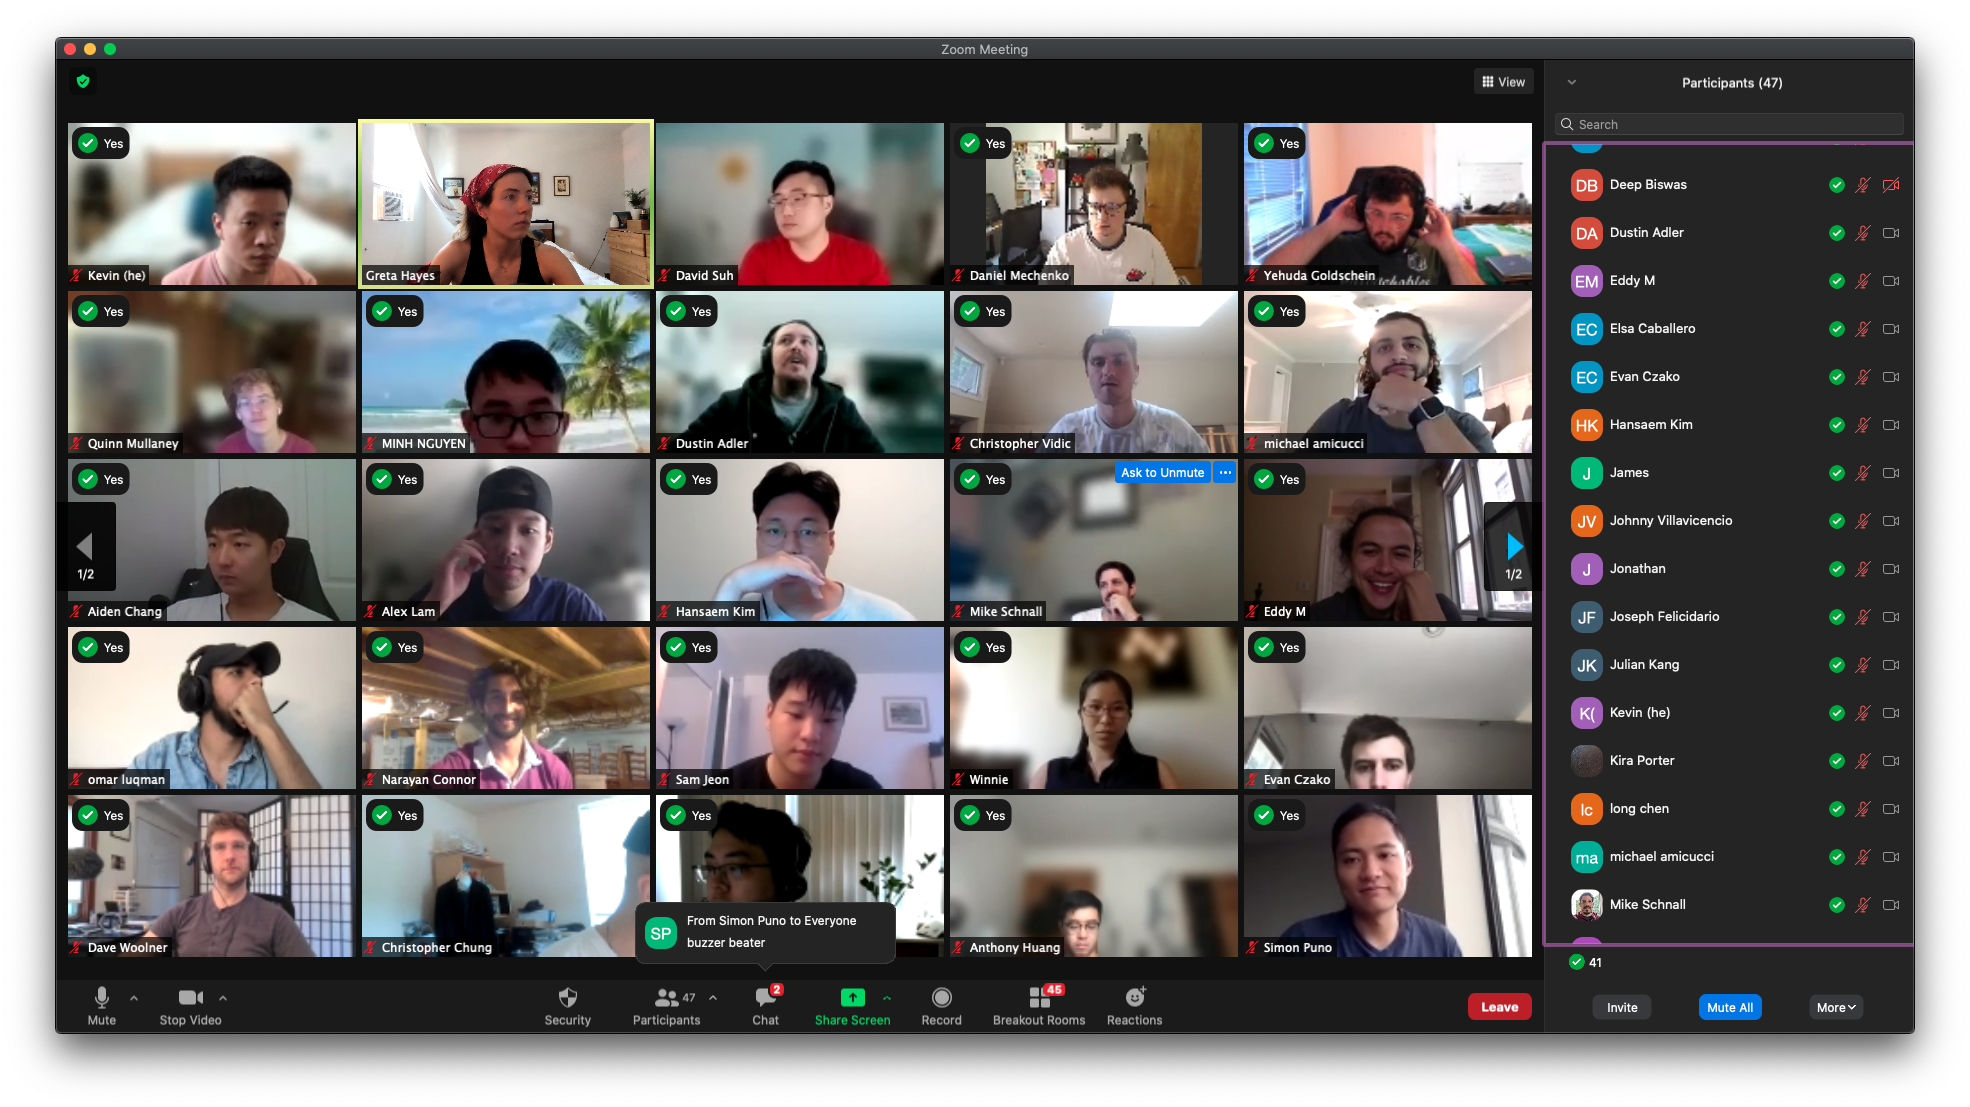 Zoom Meeting
View
Participants (47)
Search
Yes
Kevin (he)
Greta Hayes
David Suh
Yes
Daniel Mechenko
Yes
Yehuda Goldschein
Yes
Quinn Mullaney
Yes
MINH NGUYEN
Yes
Dustin Adler
Yes
Christopher Vidic
Yes
michael amicucci
Yes
Aiden Chang
1/2
Yes
Alex Lam
Yes
Hansaem Kim
Yes
Ask to Unmute
...
Mike Schnall
Yes
Eddy M
1/2
Yes
omar luqman
Yes
Narayan Connor
Yes
Sam Jeon
Yes
Winnie
Yes
Evan Czako
Yes
Dave Woolner
Yes
Christopher Chung
Yes
Yes
Anthony Huang
Yes
Simon Puno
SP
From Simon Puno to Everyone
buzzer beater
DB Deep Biswas
DA Dustin Adler
EM Eddy M
EC Elsa Caballero
EC Evan Czako
HK Hansaem Kim
J James
JV Johnny Villavicencio
J Jonathan
JF Joseph Felicidario
JK Julian Kang
K( Kevin (he)
Kira Porter
lc long chen
ma michael amicucci
Mike Schnall
41
Mute
Stop Video
Security
47
Participants
2
Chat
Share Screen
Record
45
Breakout Rooms
Reactions
Leave
Invite
Mute All
More